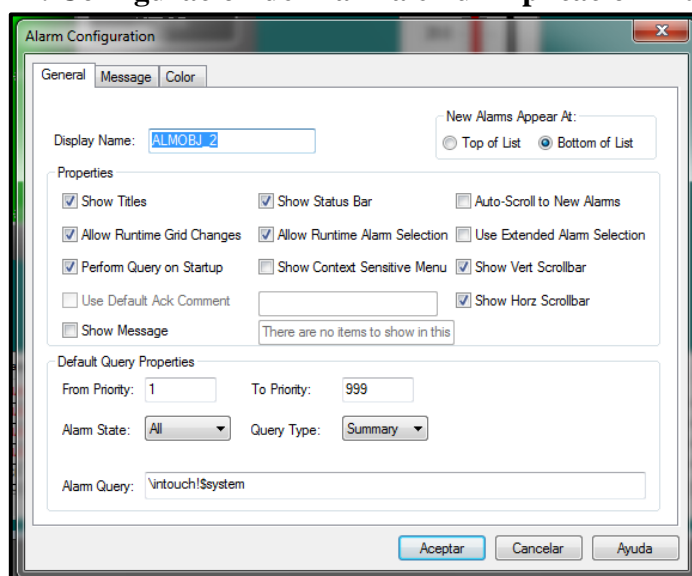 Alarm Configuration
General Message Color
New Alarms Appear At:
Display Name: ALMOBJ_2
Top of List Bottom of List
Properties
Show Titles Show Status Bar Auto-Scroll to New Alarms
Allow Runtime Grid Changes Allow Runtime Alarm Selection Use Extended Alarm Selection
Perform Query on Startup Show Context Sensitive Menu Show Vert Scrollbar
Use Default Ack Comment Show Horz Scrollbar
Show Message There are no items to show in this
Default Query Properties
From Priority: 1 To Priority: 999
Alarm State: All Query Type: Summary
Alarm Query: \intouch!$system
Aceptar Cancelar Ayuda